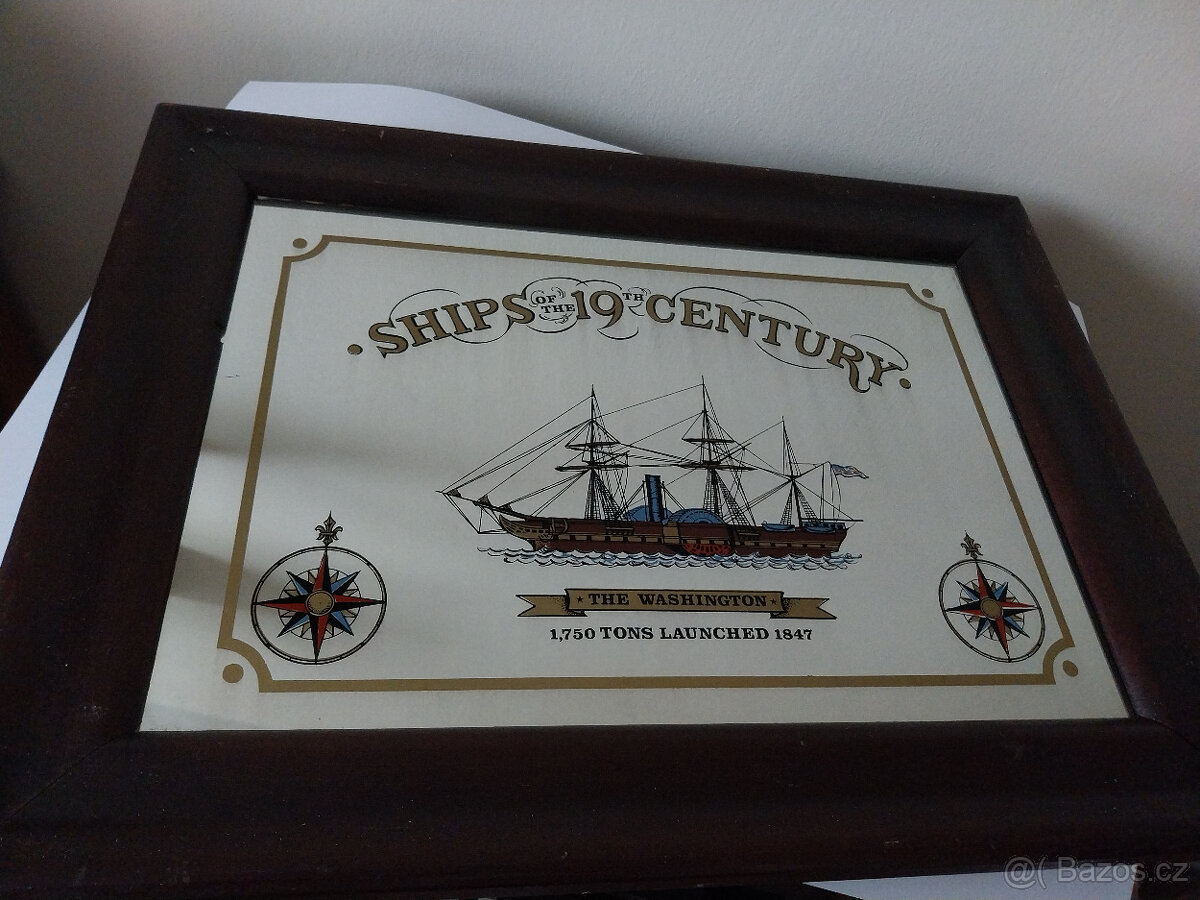 • SHIPS OF THE 19TH CENTURY •
★ THE WASHINGTON ★
1,750 TONS LAUNCHED 1847
@( Bazos.cz